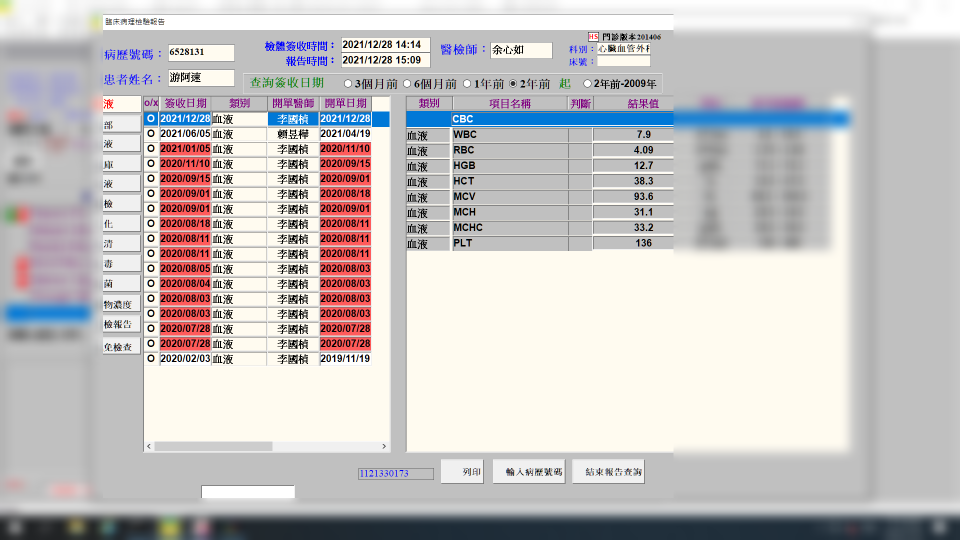 臨床病理檢驗報告
病歷號碼： 6528131 檢體簽收時間： 2021/12/28 14:14 醫檢師： 余心如 HS 門診版本201406
科別： 心臟血管外科
報告時間： 2021/12/28 15:09 床號：
患者姓名： 游阿速
查詢簽收日期 3個月前 6個月前 1年前 2年前 起 2年前-2009年
液 o/x 簽收日期 類別 開單醫師 開單日期 類別 項目名稱 判斷 結果值
O 2021/12/28 血液 李國楨 2021/12/28 CBC
部 O 2021/06/05 血液 賴昱樺 2021/04/19 血液 WBC 7.9
液 O 2021/01/05 血液 李國楨 2020/11/10 血液 RBC 4.09
庫 O 2020/11/10 血液 李國楨 2020/09/15 血液 HGB 12.7
液 O 2020/09/15 血液 李國楨 2020/09/01 血液 HCT 38.3
O 2020/09/01 血液 李國楨 2020/08/18 血液 MCV 93.6
檢 O 2020/09/01 血液 李國楨 2020/09/01 血液 MCH 31.1
化 O 2020/08/18 血液 李國楨 2020/08/11 血液 MCHC 33.2
清 O 2020/08/11 血液 李國楨 2020/08/11 血液 PLT 136
O 2020/08/11 血液 李國楨 2020/08/11
毒 O 2020/08/05 血液 李國楨 2020/08/03
菌 O 2020/08/04 血液 李國楨 2020/08/03
物濃度 O 2020/08/03 血液 李國楨 2020/08/03
O 2020/08/03 血液 李國楨 2020/08/03
檢報告 O 2020/07/28 血液 李國楨 2020/07/28
免檢查 O 2020/07/28 血液 李國楨 2020/07/28
O 2020/02/03 血液 李國楨 2019/11/19
1121330173 列印 輸入病歷號碼 結束報告查詢